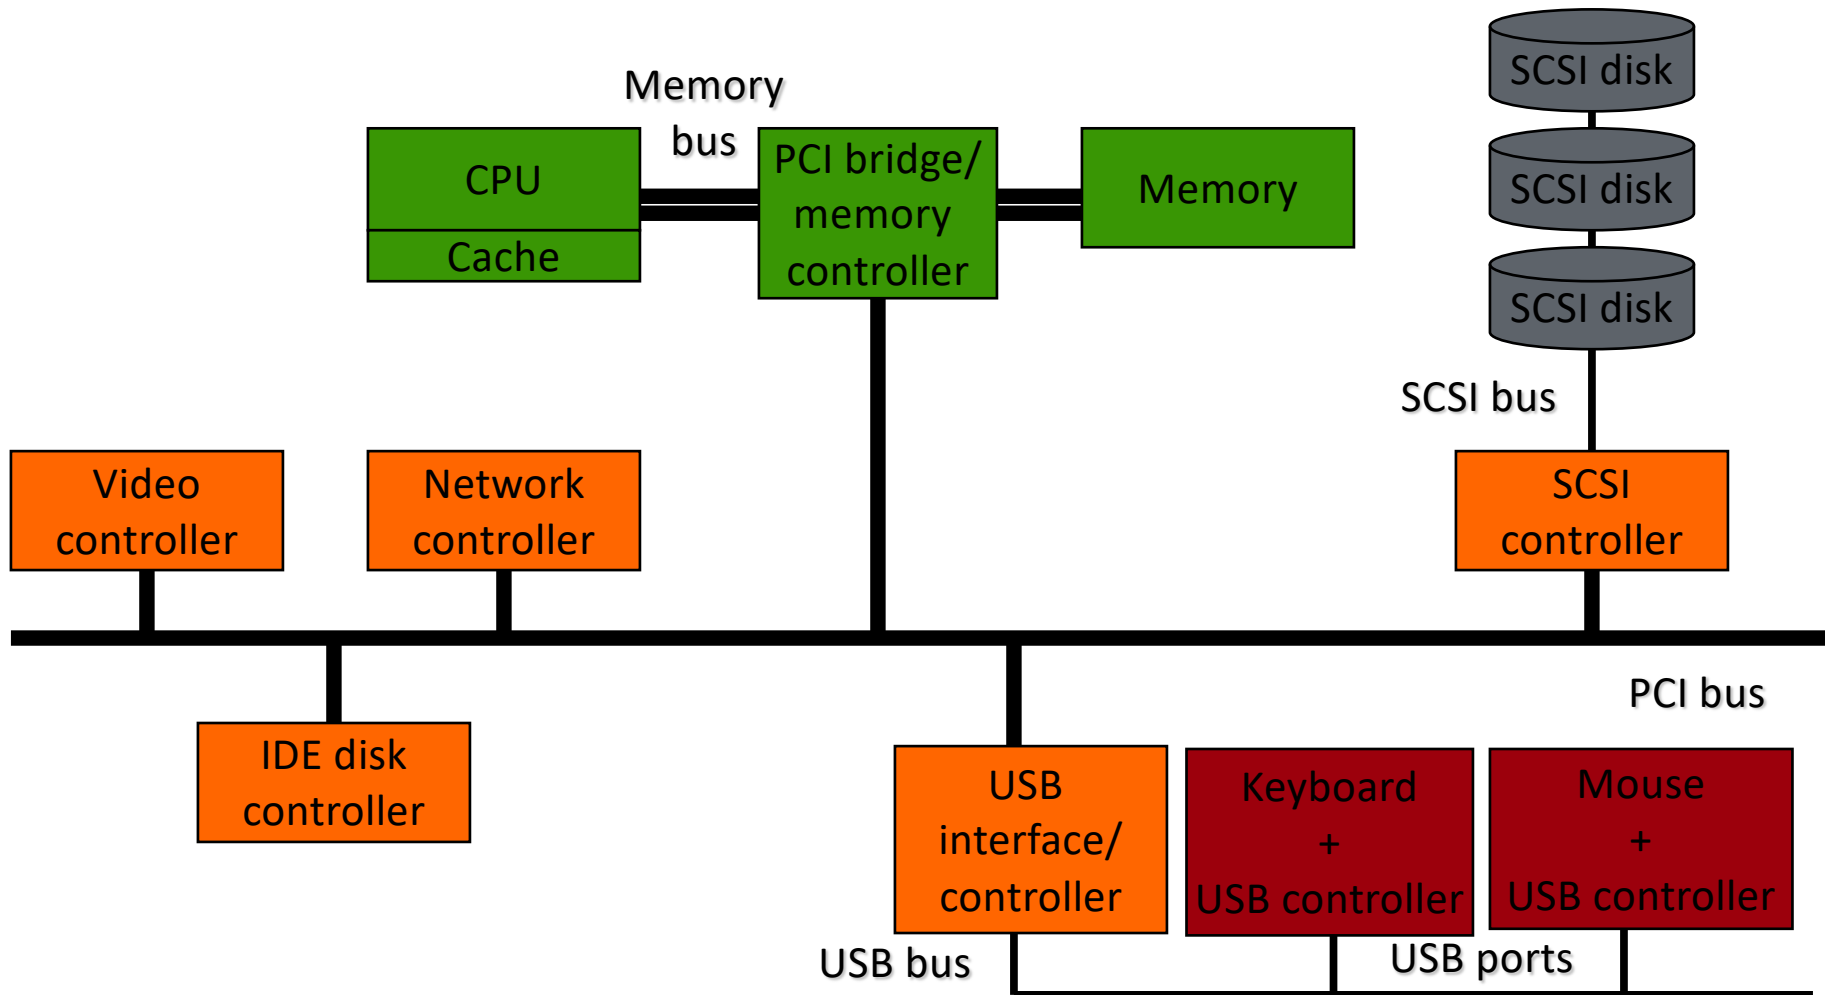 SCSI disk
SCSI disk
SCSI disk
Memory
bus
CPU
Cache
PCI bridge/
memory
controller
Memory
SCSI bus
Video
controller
Network
controller
SCSI
controller
PCI bus
IDE disk
controller
USB
interface/
controller
Keyboard
+
USB controller
Mouse
+
USB controller
USB bus
USB ports